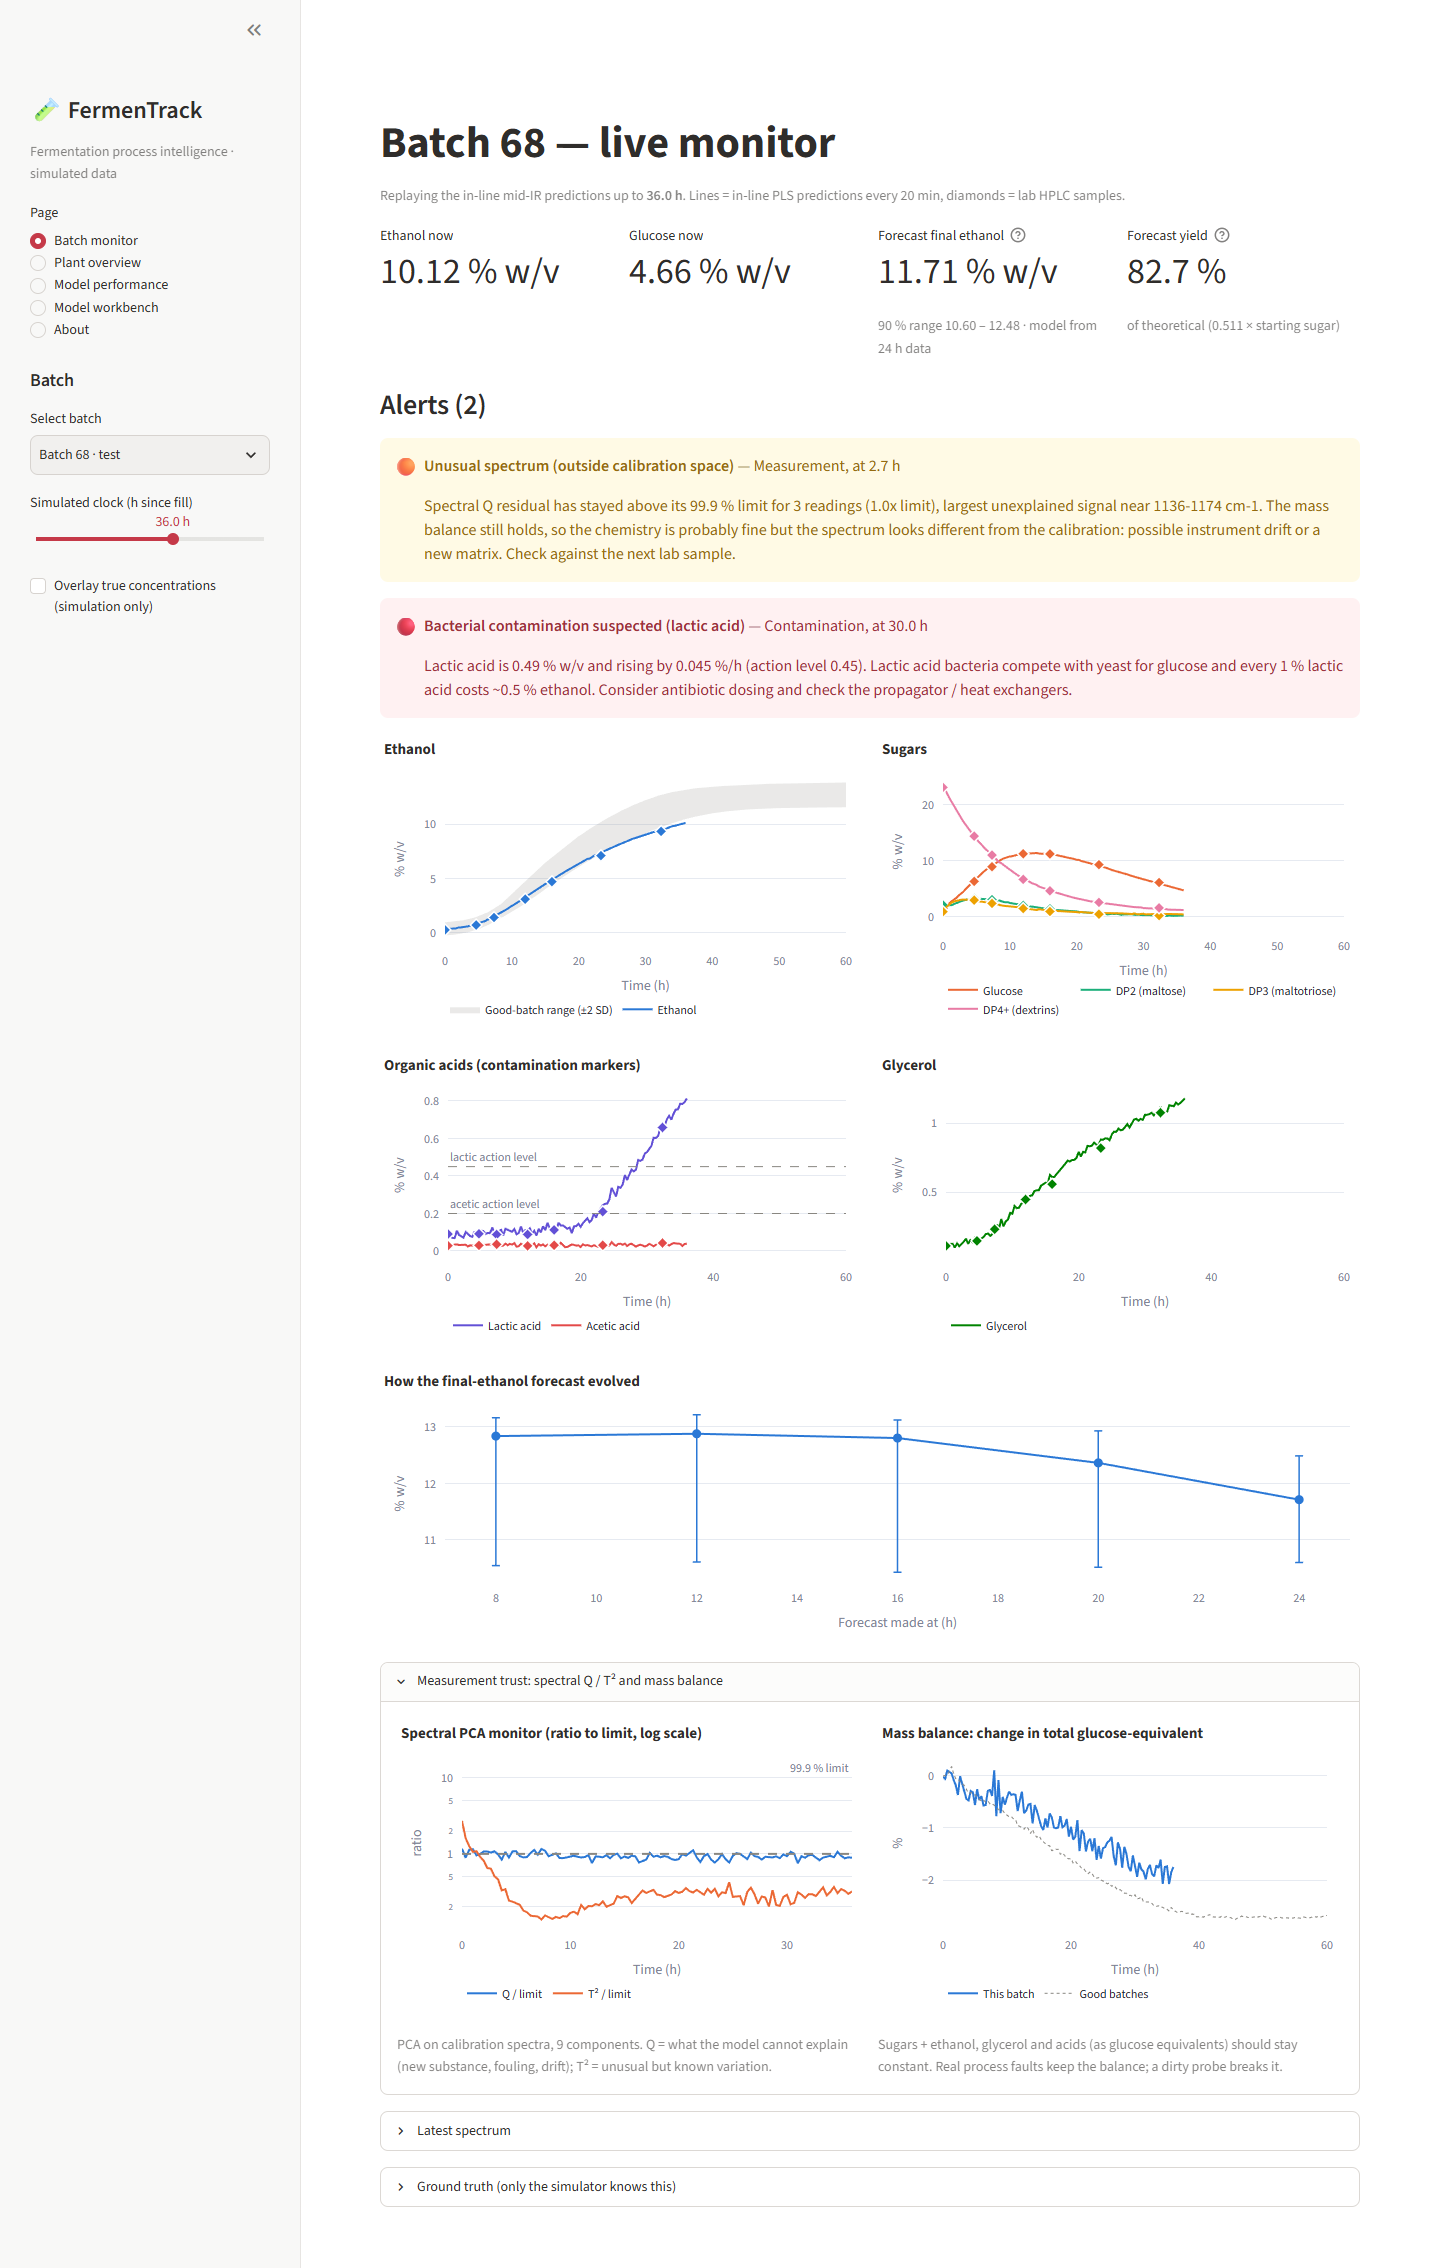 FermenTrack
Fermentation process intelligence ·
simulated data
Page
Batch monitor
Plant overview
Model performance
Model workbench
About
Batch
Select batch
Batch 68 · test
Simulated clock (h since fill)
36.0 h
Overlay true concentrations
(simulation only)
Batch 68 — live monitor
Replaying the in-line mid-IR predictions up to 36.0 h. Lines = in-line PLS predictions every 20 min, diamonds = lab HPLC samples.
Ethanol now
10.12 % w/v
Glucose now
4.66 % w/v
Forecast final ethanol
11.71 % w/v
90 % range 10.60 – 12.48 · model from
24 h data
Forecast yield
82.7 %
of theoretical (0.511 × starting sugar)
Alerts (2)
Unusual spectrum (outside calibration space) — Measurement, at 2.7 h
Spectral Q residual has stayed above its 99.9 % limit for 3 readings (1.0x limit), largest unexplained signal near 1136-1174 cm-1. The mass
balance still holds, so the chemistry is probably fine but the spectrum looks different from the calibration: possible instrument drift or a
new matrix. Check against the next lab sample.
Bacterial contamination suspected (lactic acid) — Contamination, at 30.0 h
Lactic acid is 0.49 % w/v and rising by 0.045 %/h (action level 0.45). Lactic acid bacteria compete with yeast for glucose and every 1 % lactic
acid costs ~0.5 % ethanol. Consider antibiotic dosing and check the propagator / heat exchangers.
Ethanol
% w/v
10
5
0
0 10 20 30 40 50 60
Time (h)
Good-batch range (±2 SD) Ethanol
Sugars
% w/v
20
10
0
0 10 20 30 40 50 60
Time (h)
Glucose DP2 (maltose) DP3 (maltotriose)
DP4+ (dextrins)
Organic acids (contamination markers)
% w/v
0.8
0.6
lactic action level
0.4
acetic action level
0.2
0
0 20 40 60
Time (h)
Lactic acid Acetic acid
Glycerol
% w/v
1
0.5
0 20 40 60
Time (h)
Glycerol
How the final-ethanol forecast evolved
% w/v
13
12
11
8 10 12 14 16 18 20 22 24
Forecast made at (h)
Measurement trust: spectral Q / T² and mass balance
Spectral PCA monitor (ratio to limit, log scale)
99.9 % limit
ratio
10
5
2
1
5
2
0 10 20 30
Time (h)
Q / limit T² / limit
PCA on calibration spectra, 9 components. Q = what the model cannot explain
(new substance, fouling, drift); T² = unusual but known variation.
Mass balance: change in total glucose-equivalent
%
0
−1
−2
0 20 40 60
Time (h)
This batch Good batches
Sugars + ethanol, glycerol and acids (as glucose equivalents) should stay
constant. Real process faults keep the balance; a dirty probe breaks it.
Latest spectrum
Ground truth (only the simulator knows this)